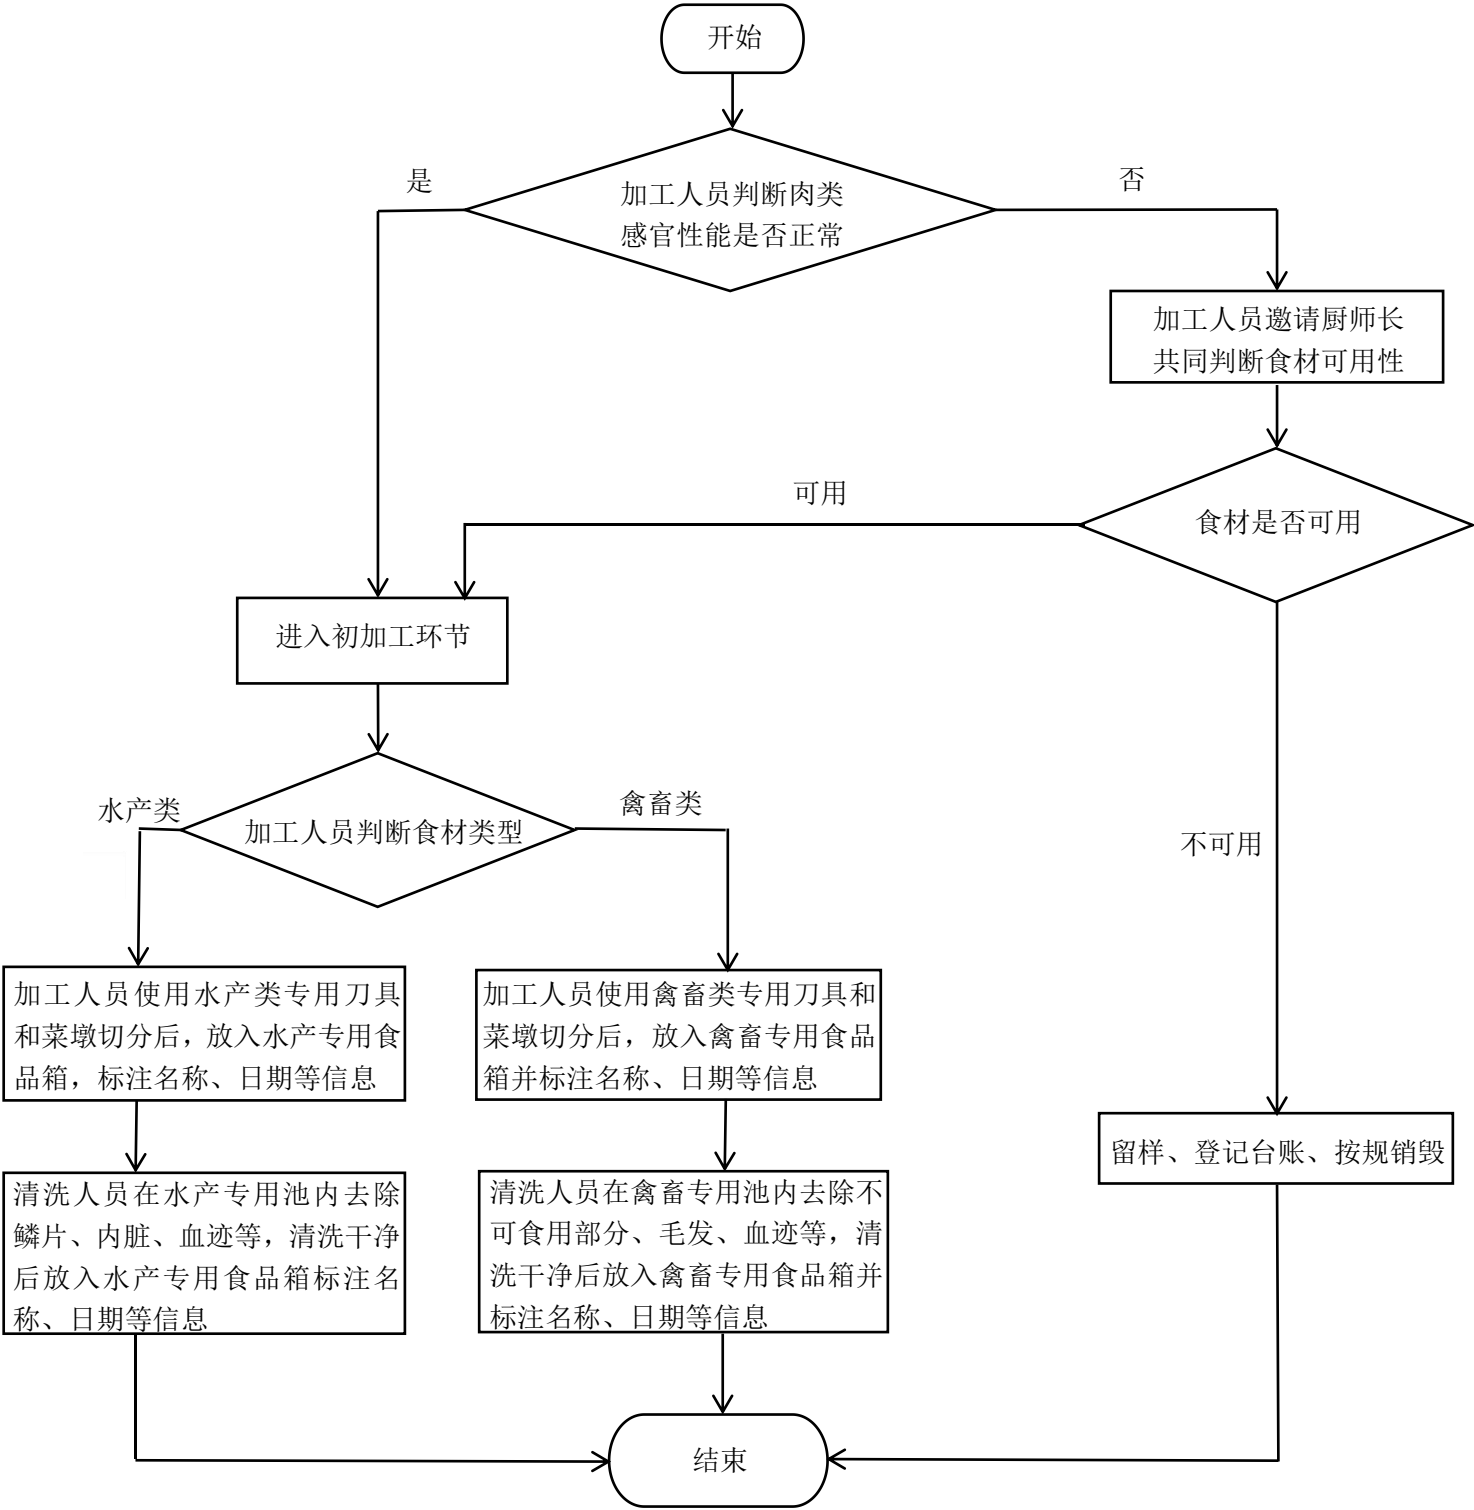 开始
是
否
加工人员判断肉类
感官性能是否正常
加工人员邀请厨师长
共同判断食材可用性
可用
食材是否可用
进入初加工环节
水产类
禽畜类
加工人员判断食材类型
不可用
加工人员使用水产类专用刀具
和菜墩切分后，放入水产专用食
品箱，标注名称、日期等信息
加工人员使用禽畜类专用刀具和
菜墩切分后，放入禽畜专用食品
箱并标注名称、日期等信息
留样、登记台账、按规销毁
清洗人员在水产专用池内去除
鳞片、内脏、血迹等，清洗干净
后放入水产专用食品箱标注名
称、日期等信息
清洗人员在禽畜专用池内去除不
可食用部分、毛发、血迹等，清
洗干净后放入禽畜专用食品箱并
标注名称、日期等信息
结束